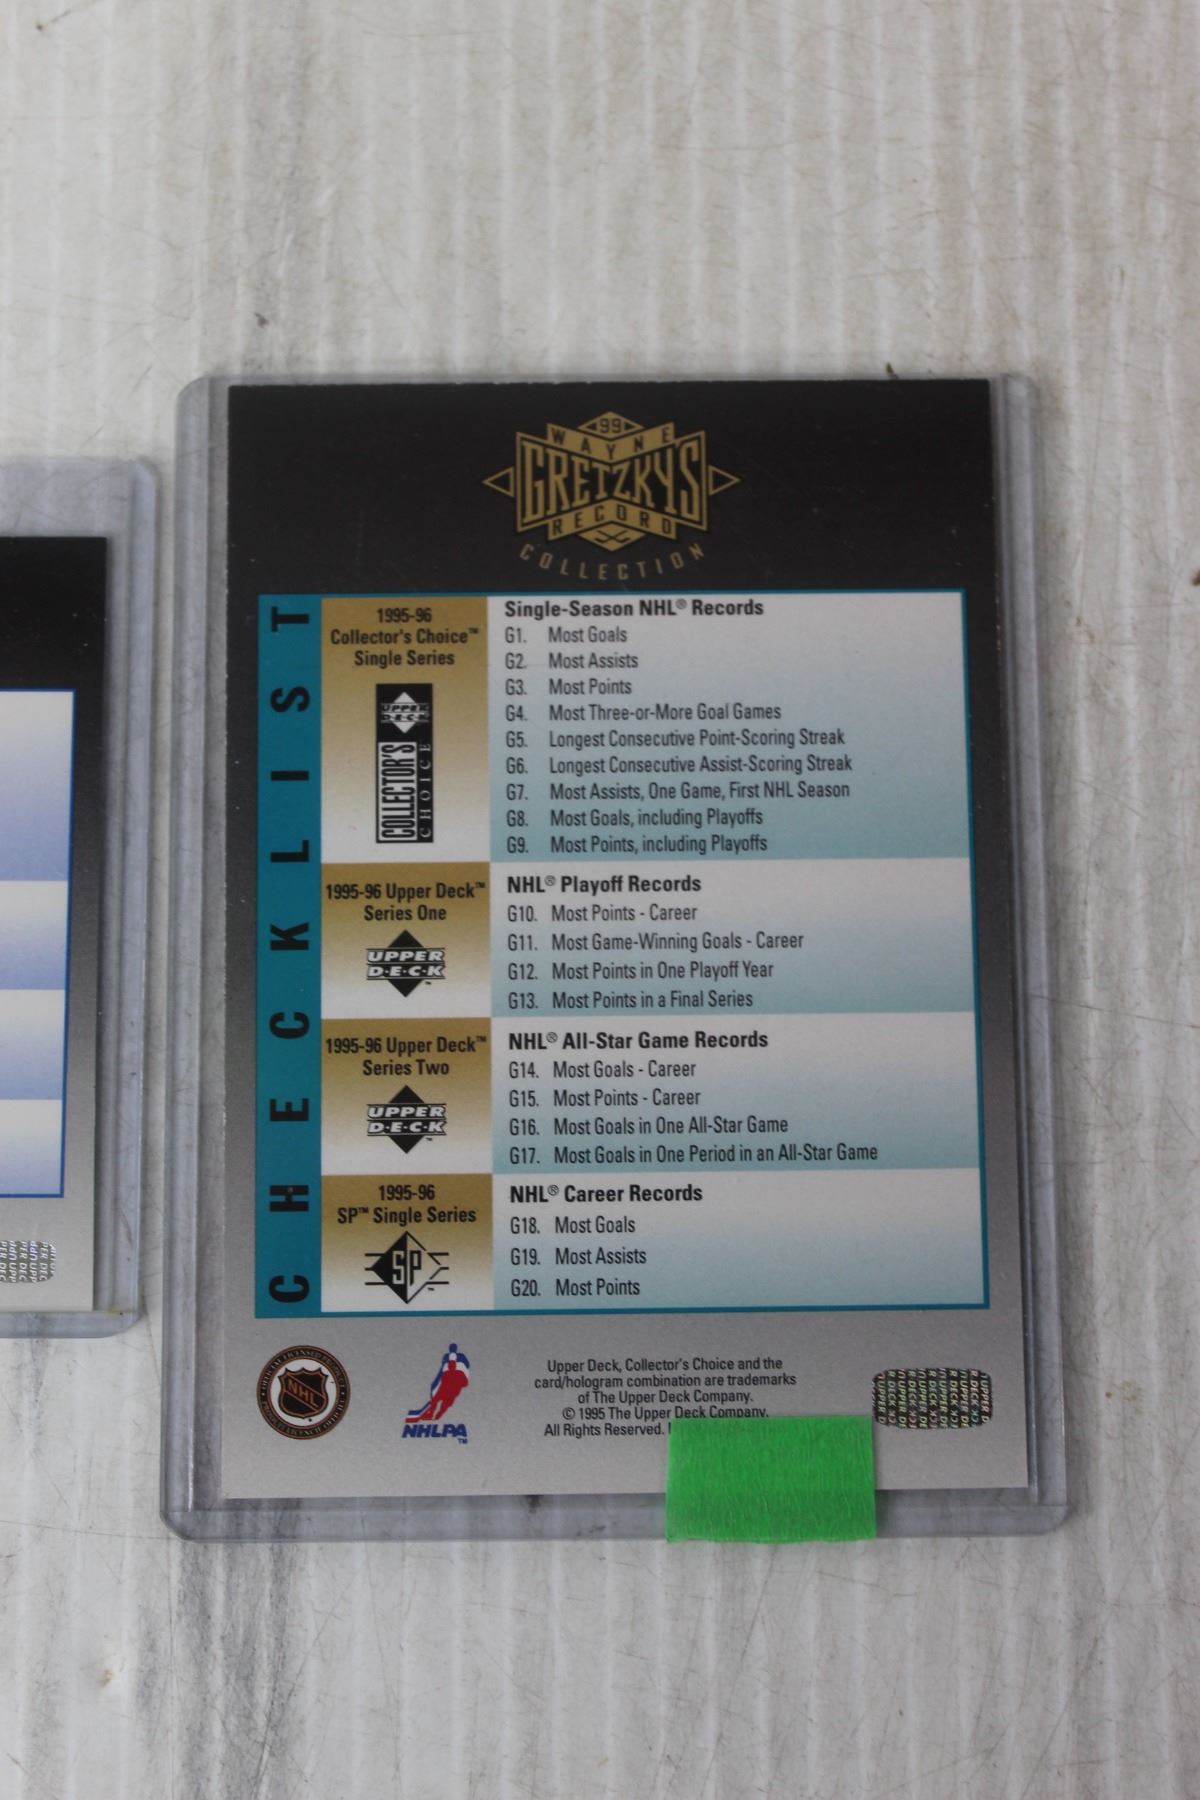 99
WAYNE
GRETZKY'S
RECORD
COLLECTION
CHECKLIST
1995-96
Collector's Choice™
Single Series
UPPER
DECK
COLLECTOR'S
CHOICE
Single-Season NHL® Records
G1. Most Goals
G2. Most Assists
G3. Most Points
G4. Most Three-or-More Goal Games
G5. Longest Consecutive Point-Scoring Streak
G6. Longest Consecutive Assist-Scoring Streak
G7. Most Assists, One Game, First NHL Season
G8. Most Goals, including Playoffs
G9. Most Points, including Playoffs
1995-96 Upper Deck™
Series One
UPPER
D·E·C·K
NHL® Playoff Records
G10. Most Points - Career
G11. Most Game-Winning Goals - Career
G12. Most Points in One Playoff Year
G13. Most Points in a Final Series
1995-96 Upper Deck™
Series Two
UPPER
D·E·C·K
NHL® All-Star Game Records
G14. Most Goals - Career
G15. Most Points - Career
G16. Most Goals in One All-Star Game
G17. Most Goals in One Period in an All-Star Game
1995-96
SP™ Single Series
SP
NHL® Career Records
G18. Most Goals
G19. Most Assists
G20. Most Points
NHL
NHLPA™
Upper Deck, Collector's Choice and the
card/hologram combination are trademarks
of The Upper Deck Company.
© 1995 The Upper Deck Company.
All Rights Reserved.